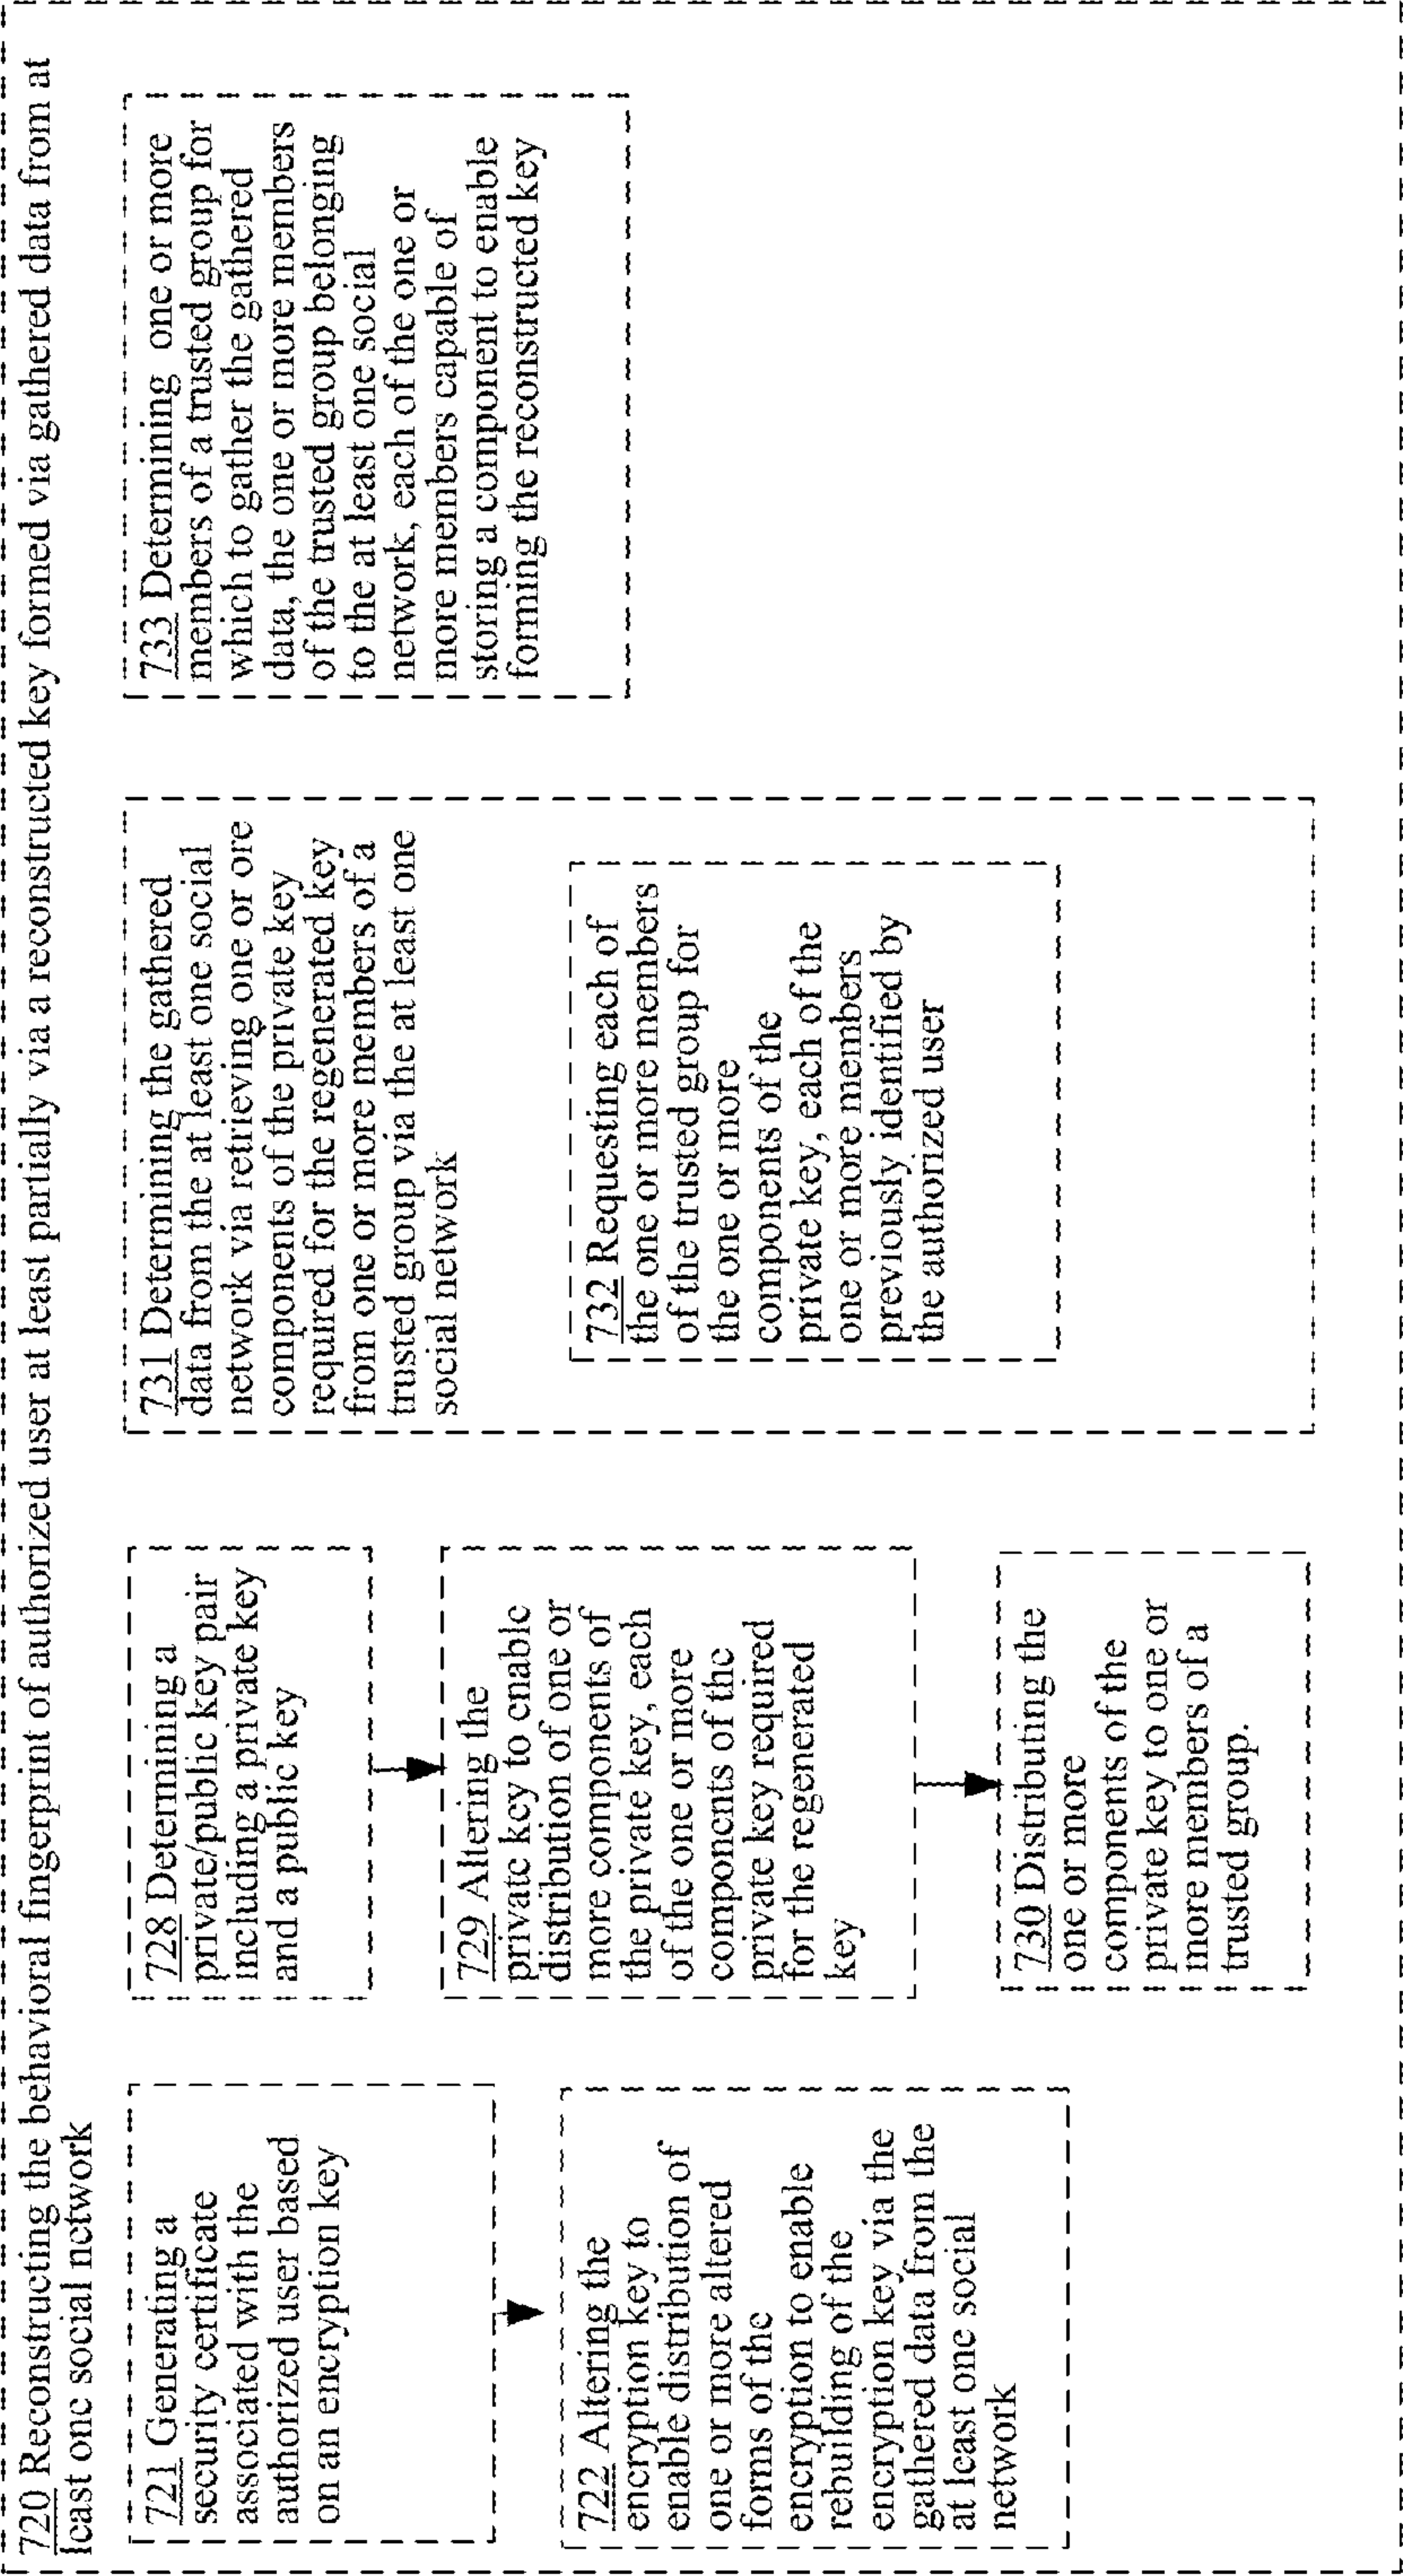 720 Reconstructing the behavioral fingerprint of authorized user at least partially via a reconstructed key formed via gathered data from at
least one social network
721 Generating a
security certificate
associated with the
authorized user based
on an encryption key
722 Altering the
encryption key to
enable distribution of
one or more altered
forms of the
encryption to enable
rebuilding of the
encryption key via the
gathered data from the
at least one social
network
728 Determining a
private/public key pair
including a private key
and a public key
729 Altering the
private key to enable
distribution of one or
more components of
the private key, each
of the one or more
components of the
private key required
for the regenerated
key
730 Distributing the
one or more
components of the
private key to one or
more members of a
trusted group.
731 Determining the gathered
data from the at least one social
network via retrieving one or ore
components of the private key
required for the regenerated key
from one or more members of a
trusted group via the at least one
social network
732 Requesting each of
the one or more members
of the trusted group for
the one or more
components of the
private key, each of the
one or more members
previously identified by
the authorized user
733 Determining one or more
members of a trusted group for
which to gather the gathered
data, the one or more members
of the trusted group belonging
to the at least one social
network, each of the one or
more members capable of
storing a component to enable
forming the reconstructed key